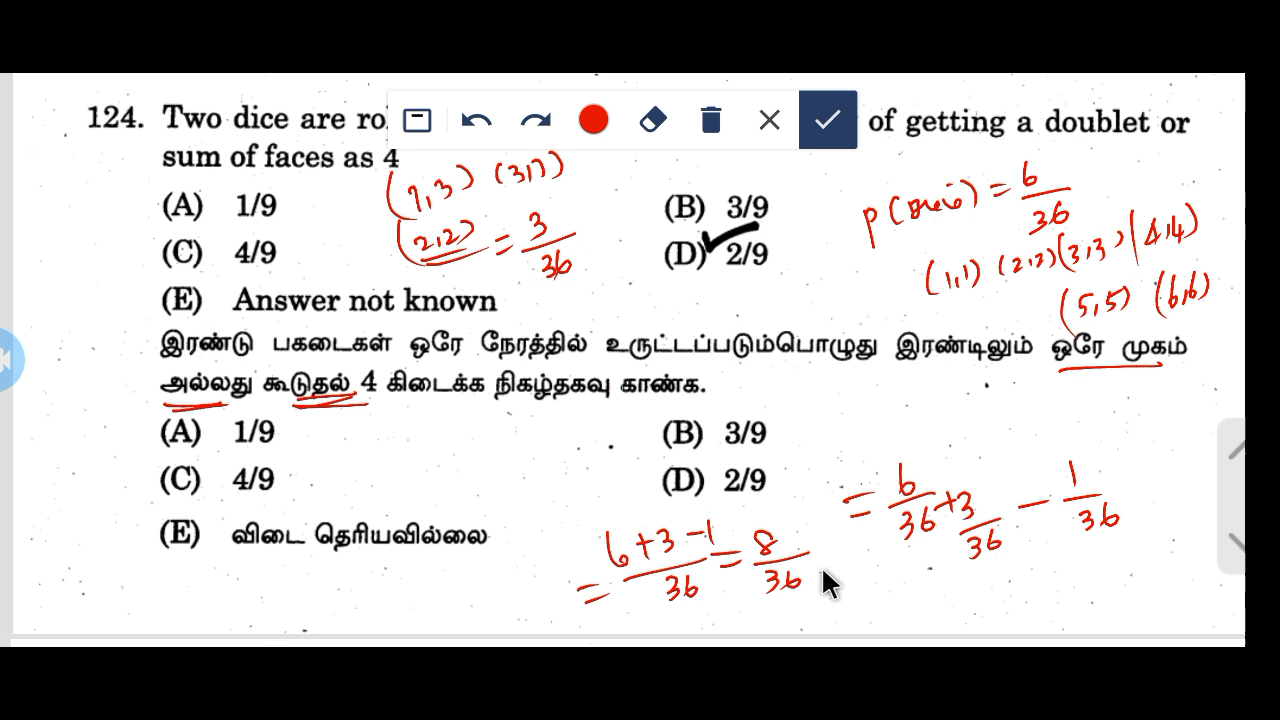 124. Two dice are ro of getting a doublet or
sum of faces as 4
(1,3) (3,1)
(2,2) = 3/36
P( ) = 6/36
(1,1) (2,2) (3,3) (4,4)
(5,5) (6,6)
(A) 1/9 (B) 3/9
(C) 4/9 (D) 2/9
(E) Answer not known
இரண்டு பகடைகள் ஒரே நேரத்தில் உருட்டப்படும்பொழுது இரண்டிலும் ஒரே முகம்
அல்லது கூடுதல் 4 கிடைக்க நிகழ்தகவு காண்க.
(A) 1/9 (B) 3/9
(C) 4/9 (D) 2/9
(E) விடை தெரியவில்லை
= 6/36 + 3/36 - 1/36
= 6+3-1/36 = 8/36